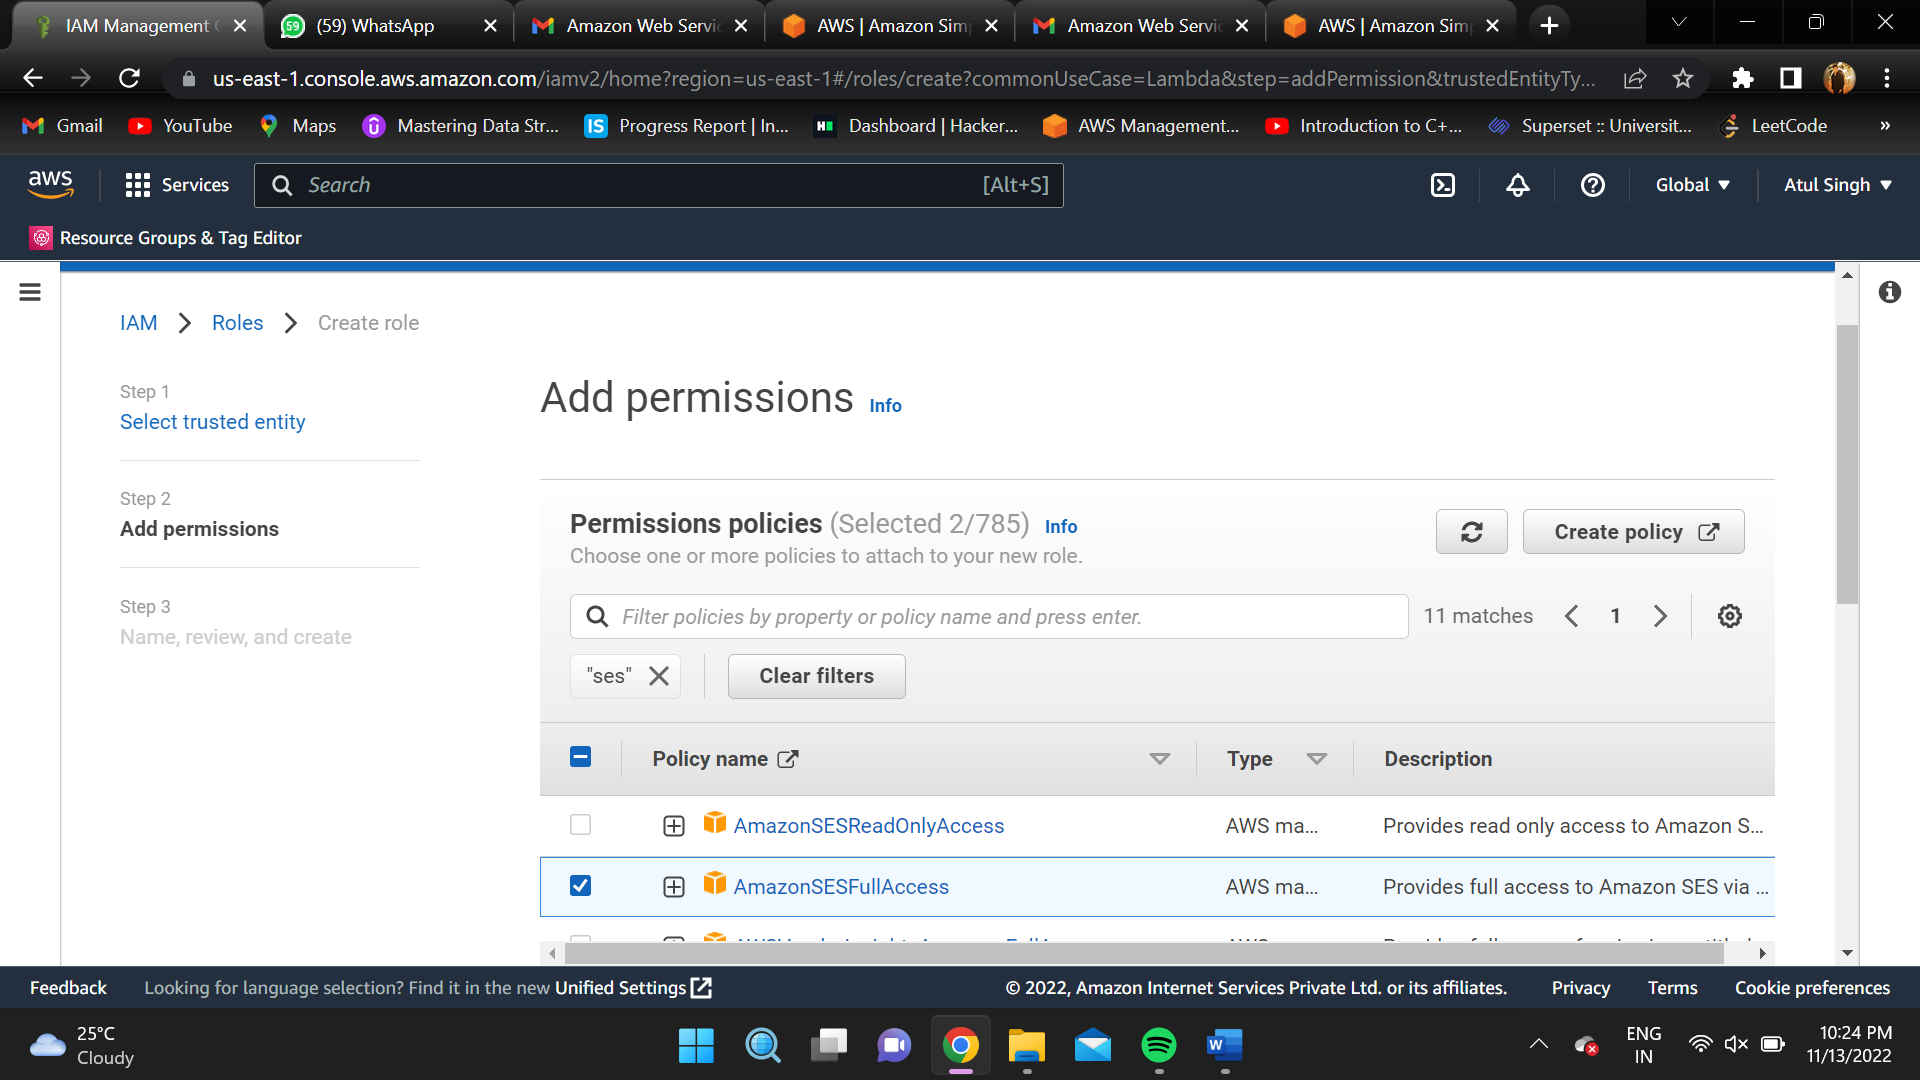 IAM Management C
(59) WhatsApp
Amazon Web Servic
AWS | Amazon Sim
Amazon Web Servic
AWS | Amazon Sim
us-east-1.console.aws.amazon.com/iamv2/home?region=us-east-1#/roles/create?commonUseCase=Lambda&step=addPermission&trustedEntityTy...
Gmail
YouTube
Maps
Mastering Data Str...
Progress Report | In...
Dashboard | Hacker...
AWS Management...
Introduction to C+...
Superset :: Universit...
LeetCode
»
aws
Services
Search
[Alt+S]
Global
Atul Singh
Resource Groups & Tag Editor
IAM
Roles
Create role
Step 1
Select trusted entity
Step 2
Add permissions
Step 3
Name, review, and create
Add permissions Info
Permissions policies (Selected 2/785) Info
Choose one or more policies to attach to your new role.
Create policy
Filter policies by property or policy name and press enter.
11 matches
1
"ses"
Clear filters
Policy name
Type
Description
AmazonSESReadOnlyAccess
AWS ma...
Provides read only access to Amazon S...
AmazonSESFullAccess
AWS ma...
Provides full access to Amazon SES via ...
Feedback
Looking for language selection? Find it in the new Unified Settings
© 2022, Amazon Internet Services Private Ltd. or its affiliates.
Privacy
Terms
Cookie preferences
25°C
Cloudy
ENG
IN
10:24 PM
11/13/2022